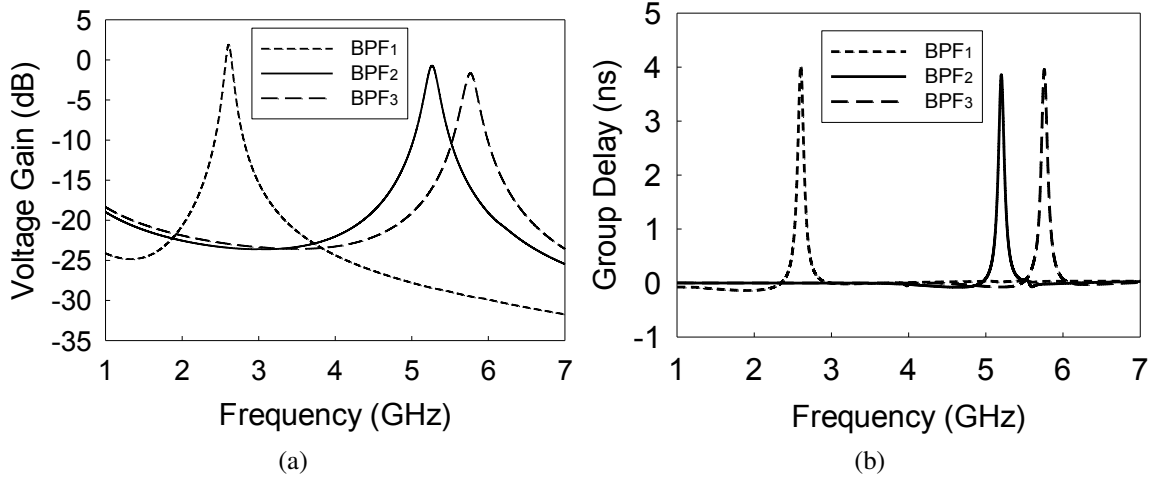 5
0
-5
-10
-15
-20
-25
-30
-35
Voltage Gain (dB)
BPF1
BPF2
BPF3
1 2 3 4 5 6 7
Frequency (GHz)
(a)
5
4
3
2
1
0
-1
Group Delay (ns)
BPF1
BPF2
BPF3
1 2 3 4 5 6 7
Frequency (GHz)
(b)